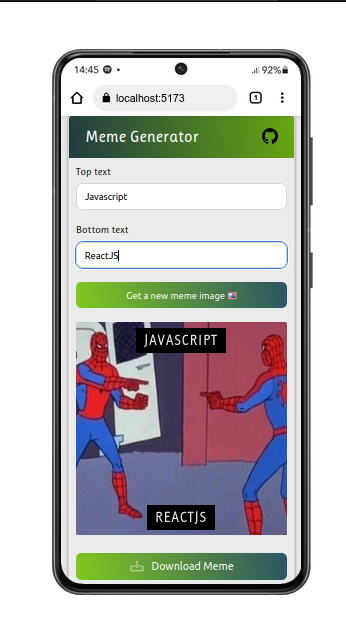 14:45
92%
localhost:5173
1
Meme Generator
Top text
Javascript
Bottom text
ReactJS
Get a new meme image
JAVASCRIPT
REACTJS
Download Meme